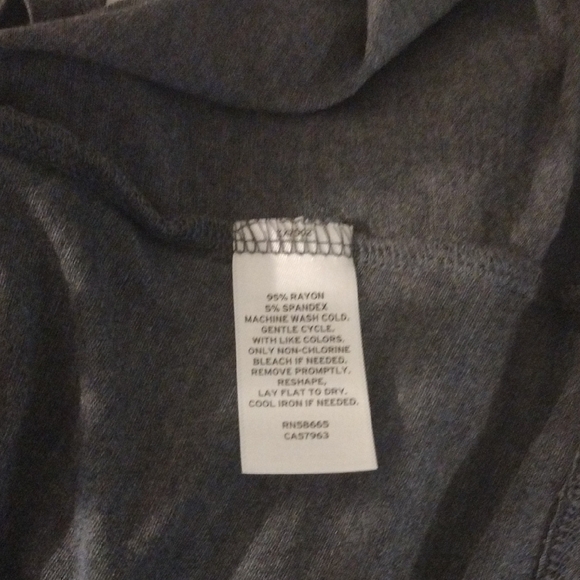 95% RAYON
5% SPANDEX
MACHINE WASH COLD,
GENTLE CYCLE,
WITH LIKE COLORS.
ONLY NON-CHLORINE
BLEACH IF NEEDED.
REMOVE PROMPTLY.
RESHAPE,
LAY FLAT TO DRY.
COOL IRON IF NEEDED.
RN58665
CA57963